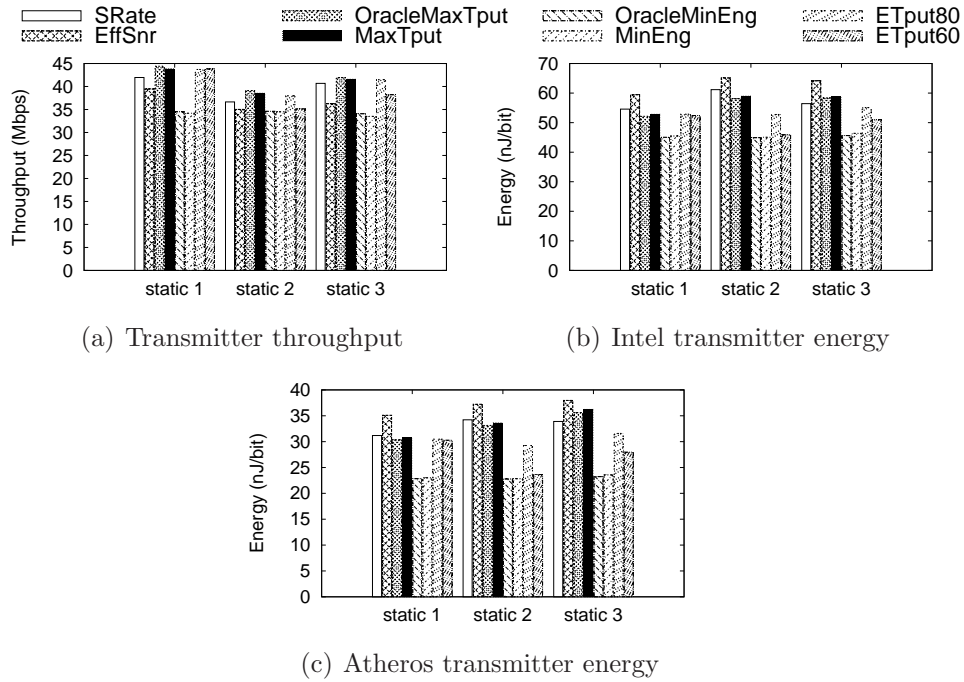 SRate OracleMaxTput OracleMinEng ETput80
EffSnr MaxTput MinEng ETput60
Throughput (Mbps)
45
40
35
30
25
20
15
10
5
0
static 1 static 2 static 3
(a) Transmitter throughput
Energy (nJ/bit)
70
60
50
40
30
20
10
0
static 1 static 2 static 3
(b) Intel transmitter energy
Energy (nJ/bit)
40
35
30
25
20
15
10
5
0
static 1 static 2 static 3
(c) Atheros transmitter energy